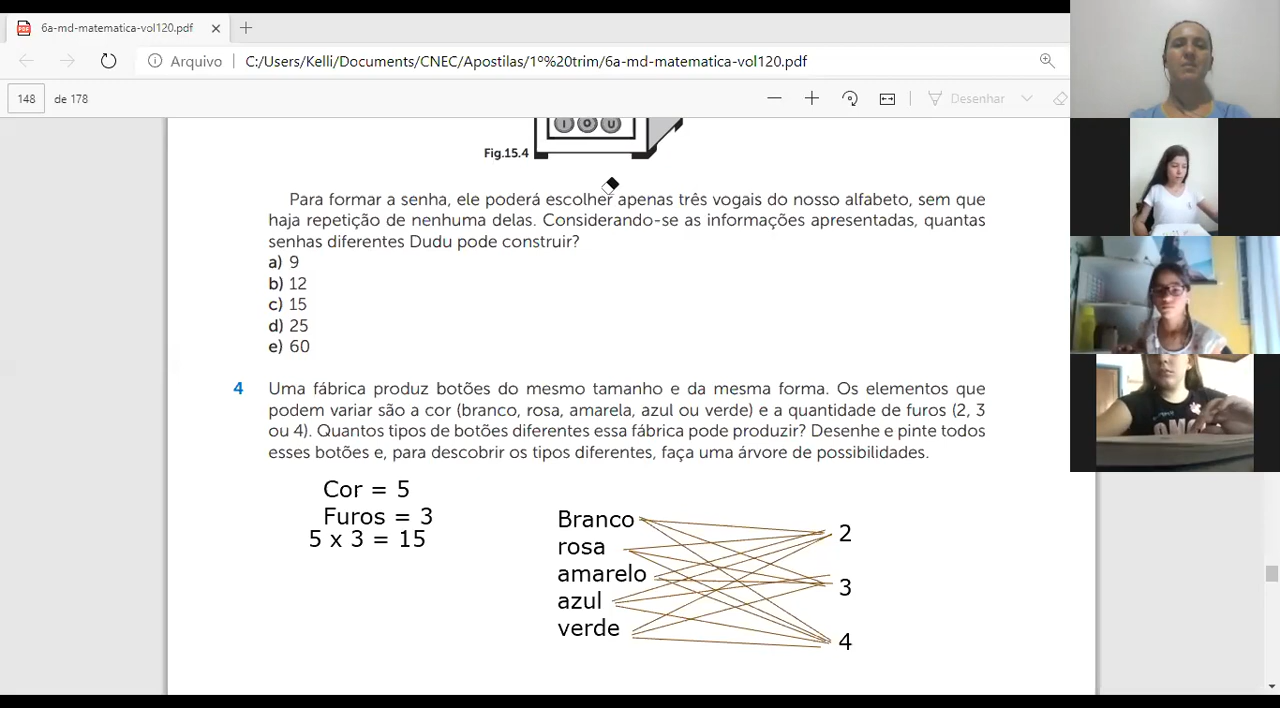 6a-md-matematica-vol120.pdf
Arquivo
C:/Users/Kelli/Documents/CNEC/Apostilas/1º%20trim/6a-md-matematica-vol120.pdf
148 de 178
Desenhar
I O U
Fig.15.4
Para formar a senha, ele poderá escolher apenas três vogais do nosso alfabeto, sem que
haja repetição de nenhuma delas. Considerando-se as informações apresentadas, quantas
senhas diferentes Dudu pode construir?
a) 9
b) 12
c) 15
d) 25
e) 60
4 Uma fábrica produz botões do mesmo tamanho e da mesma forma. Os elementos que
podem variar são a cor (branco, rosa, amarela, azul ou verde) e a quantidade de furos (2, 3
ou 4). Quantos tipos de botões diferentes essa fábrica pode produzir? Desenhe e pinte todos
esses botões e, para descobrir os tipos diferentes, faça uma árvore de possibilidades.
Cor = 5
Furos = 3
5 x 3 = 15
Branco
rosa
amarelo
azul
verde
2
3
4